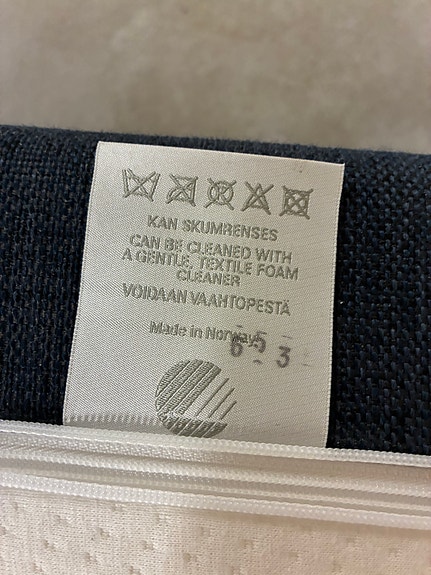 KAN SKUMRENSES
CAN BE CLEANED WITH
A GENTLE, TEXTILE FOAM
CLEANER
VOIDAAN VAAHTOPESTÄ
Made in Norway
6 5 3